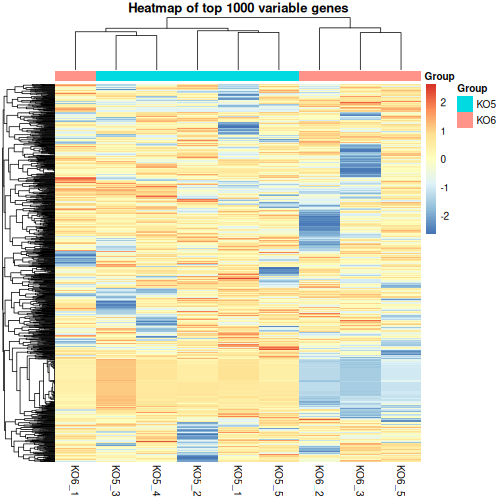 Heatmap of top 1000 variable genes
Group
Group
KO5
KO6
2
1
0
-1
-2
KO6_1
KO5_3
KO5_4
KO5_2
KO5_1
KO5_5
KO6_2
KO6_3
KO6_5